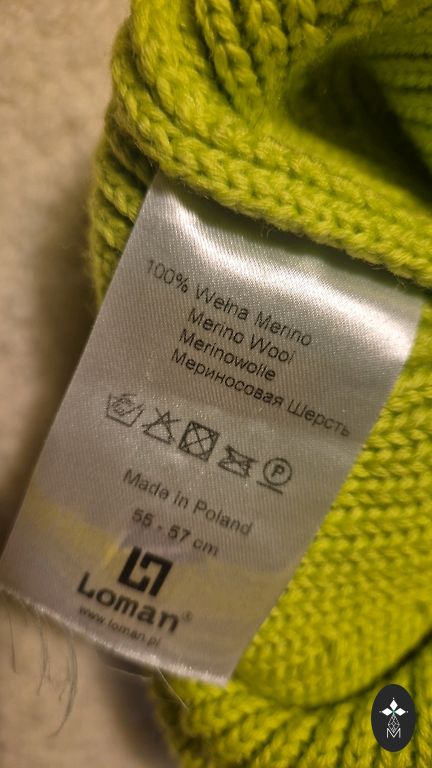 100% Wełna Merino
Merino Wool
Merinowolle
Мериносовая Шерсть
P
Made in Poland
55 - 57 cm
Loman®
www.loman.pl
M